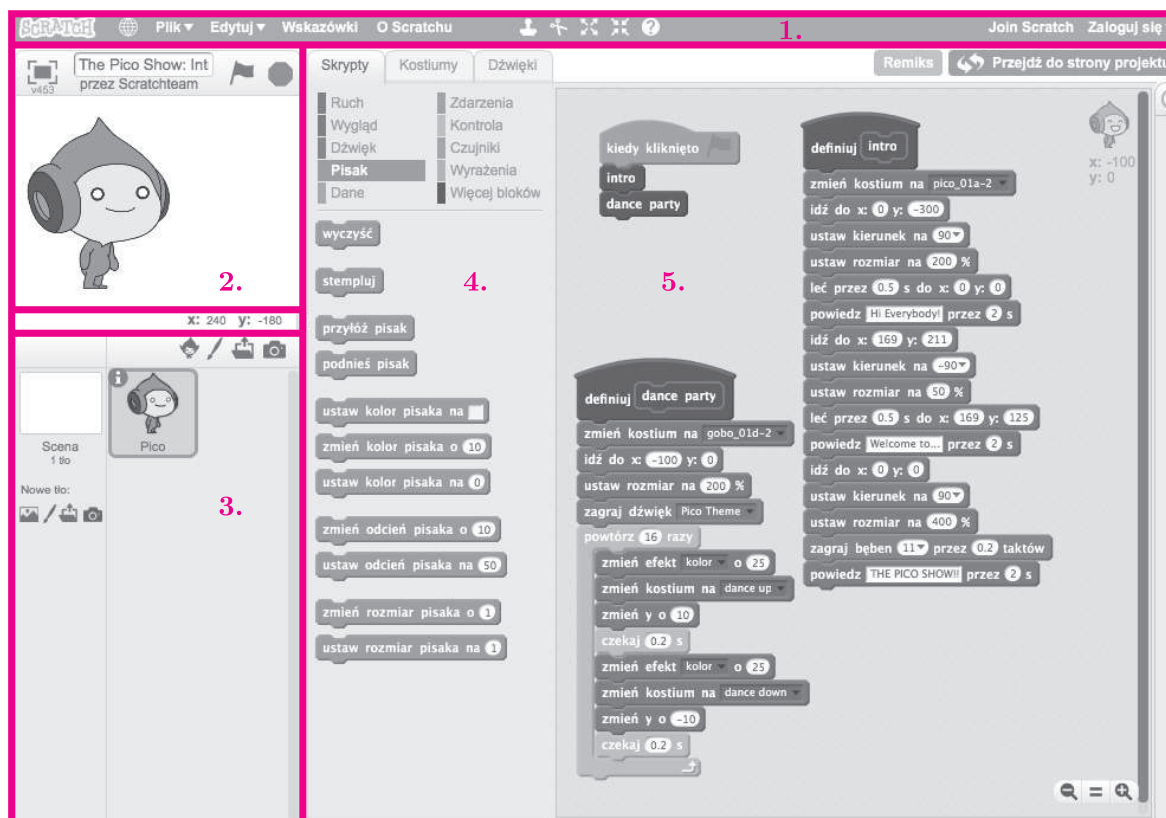 SCRATCH Plik Edytuj Wskazówki O Scratchu ? 1. Join Scratch Zaloguj się
v453
The Pico Show: Int
przez Scratchteam
2.
x: 240 y: -180
Scena
1 tło
Nowe tło:
Pico
3.
Skrypty Kostiumy Dźwięki
Ruch
Wygląd
Dźwięk
Pisak
Dane
Zdarzenia
Kontrola
Czujniki
Wyrażenia
Więcej bloków
wyczyść
stempluj
4.
przyłóż pisak
podnieś pisak
ustaw kolor pisaka na
zmień kolor pisaka o 10
ustaw kolor pisaka na 0
zmień odcień pisaka o 10
ustaw odcień pisaka na 50
zmień rozmiar pisaka o 1
ustaw rozmiar pisaka na 1
Remiks Przejdź do strony projektu
x: -100
y: 0
kiedy kliknięto
intro
dance party
5.
definiuj dance party
zmień kostium na gobo_01d-2
idź do x: -100 y: 0
ustaw rozmiar na 200 %
zagraj dźwięk Pico Theme
powtórz 16 razy
zmień efekt kolor o 25
zmień kostium na dance up
zmień y o 10
czekaj 0.2 s
zmień efekt kolor o 25
zmień kostium na dance down
zmień y o -10
czekaj 0.2 s
definiuj intro
zmień kostium na pico_01a-2
idź do x: 0 y: -300
ustaw kierunek na 90
ustaw rozmiar na 200 %
leć przez 0.5 s do x: 0 y: 0
powiedz Hi Everybody! przez 2 s
idź do x: 169 y: 211
ustaw kierunek na -90
ustaw rozmiar na 50 %
leć przez 0.5 s do x: 169 y: 125
powiedz Welcome to... przez 2 s
idź do x: 0 y: 0
ustaw kierunek na 90
ustaw rozmiar na 400 %
zagraj bęben 11 przez 0.2 taktów
powiedz THE PICO SHOW!! przez 2 s